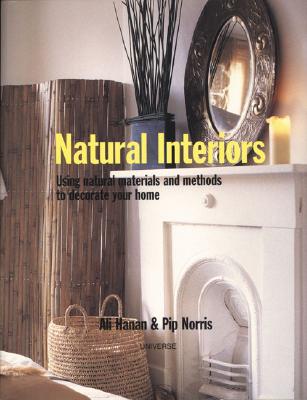 Natural Interiors
Using natural materials and methods
to decorate your home
Ali Hanan & Pip Norris
UNIVERSE